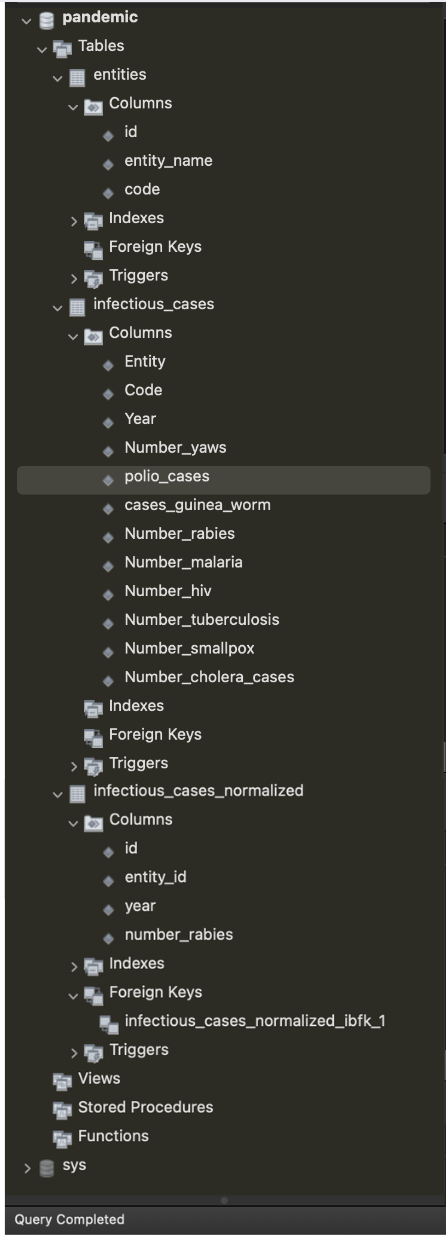 pandemic
Tables
entities
Columns
id
entity_name
code
Indexes
Foreign Keys
Triggers
infectious_cases
Columns
Entity
Code
Year
Number_yaws
polio_cases
cases_guinea_worm
Number_rabies
Number_malaria
Number_hiv
Number_tuberculosis
Number_smallpox
Number_cholera_cases
Indexes
Foreign Keys
Triggers
infectious_cases_normalized
Columns
id
entity_id
year
number_rabies
Indexes
Foreign Keys
infectious_cases_normalized_ibfk_1
Triggers
Views
Stored Procedures
Functions
sys
Query Completed